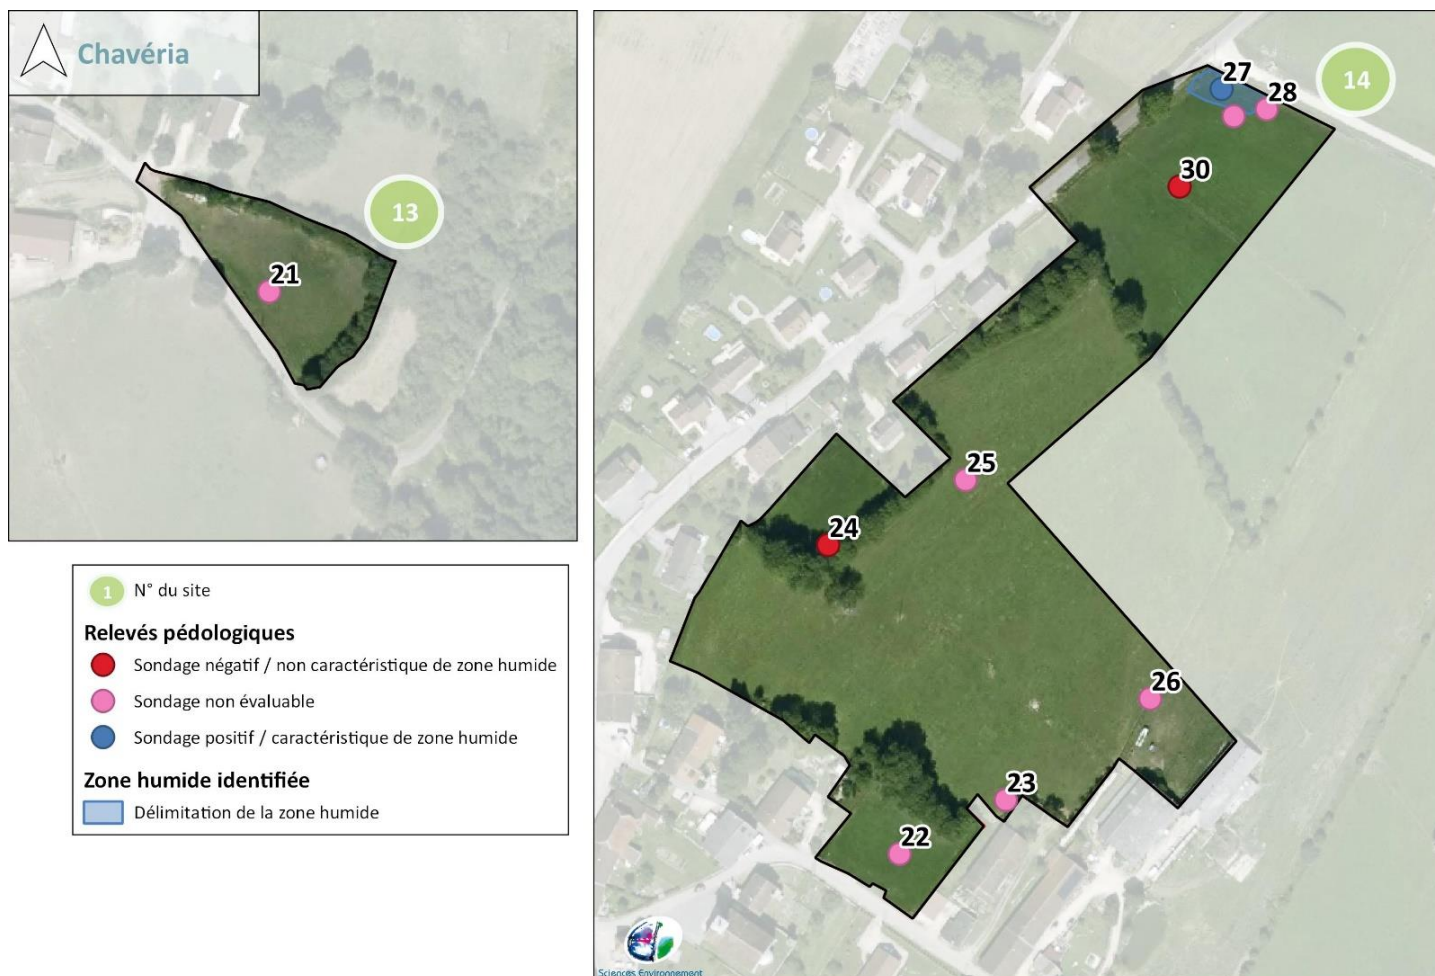 Chavéria
13
21
14
27
28
30
25
24
26
23
22
1 N° du site
Relevés pédologiques
Sondage négatif / non caractéristique de zone humide
Sondage non évaluable
Sondage positif / caractéristique de zone humide
Zone humide identifiée
Délimitation de la zone humide
Sciences Environnement